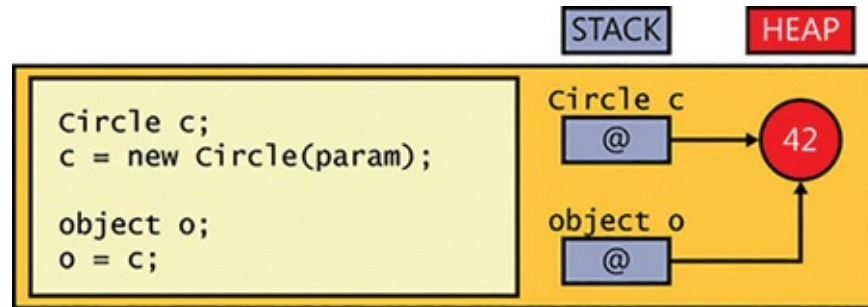 STACK HEAP
Circle c;
c = new Circle(param);
object o;
o = c;
Circle c
@
42
object o
@